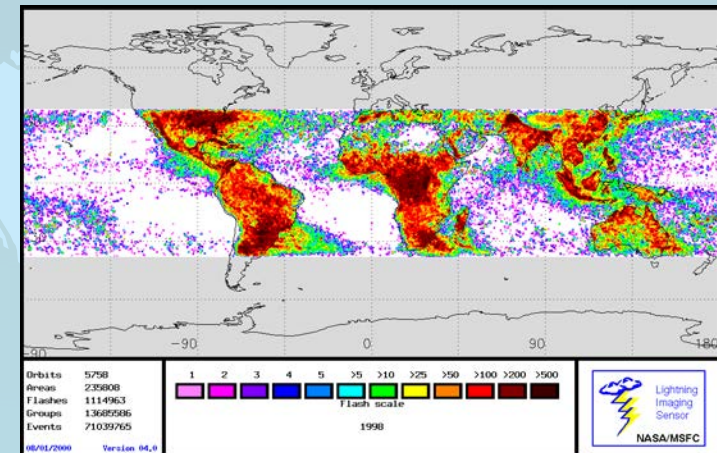 -90
0
90
180
-90
Orbits 5758
Areas 235808
Flashes 1114963
Groups 13685586
Events 71039765
08/01/2000 Version 04.0
1 2 3 4 5 >5 >10 >25 >50 >100 >200 >500
Flash scale
1998
Lightning
Imaging
Sensor
NASA/MSFC